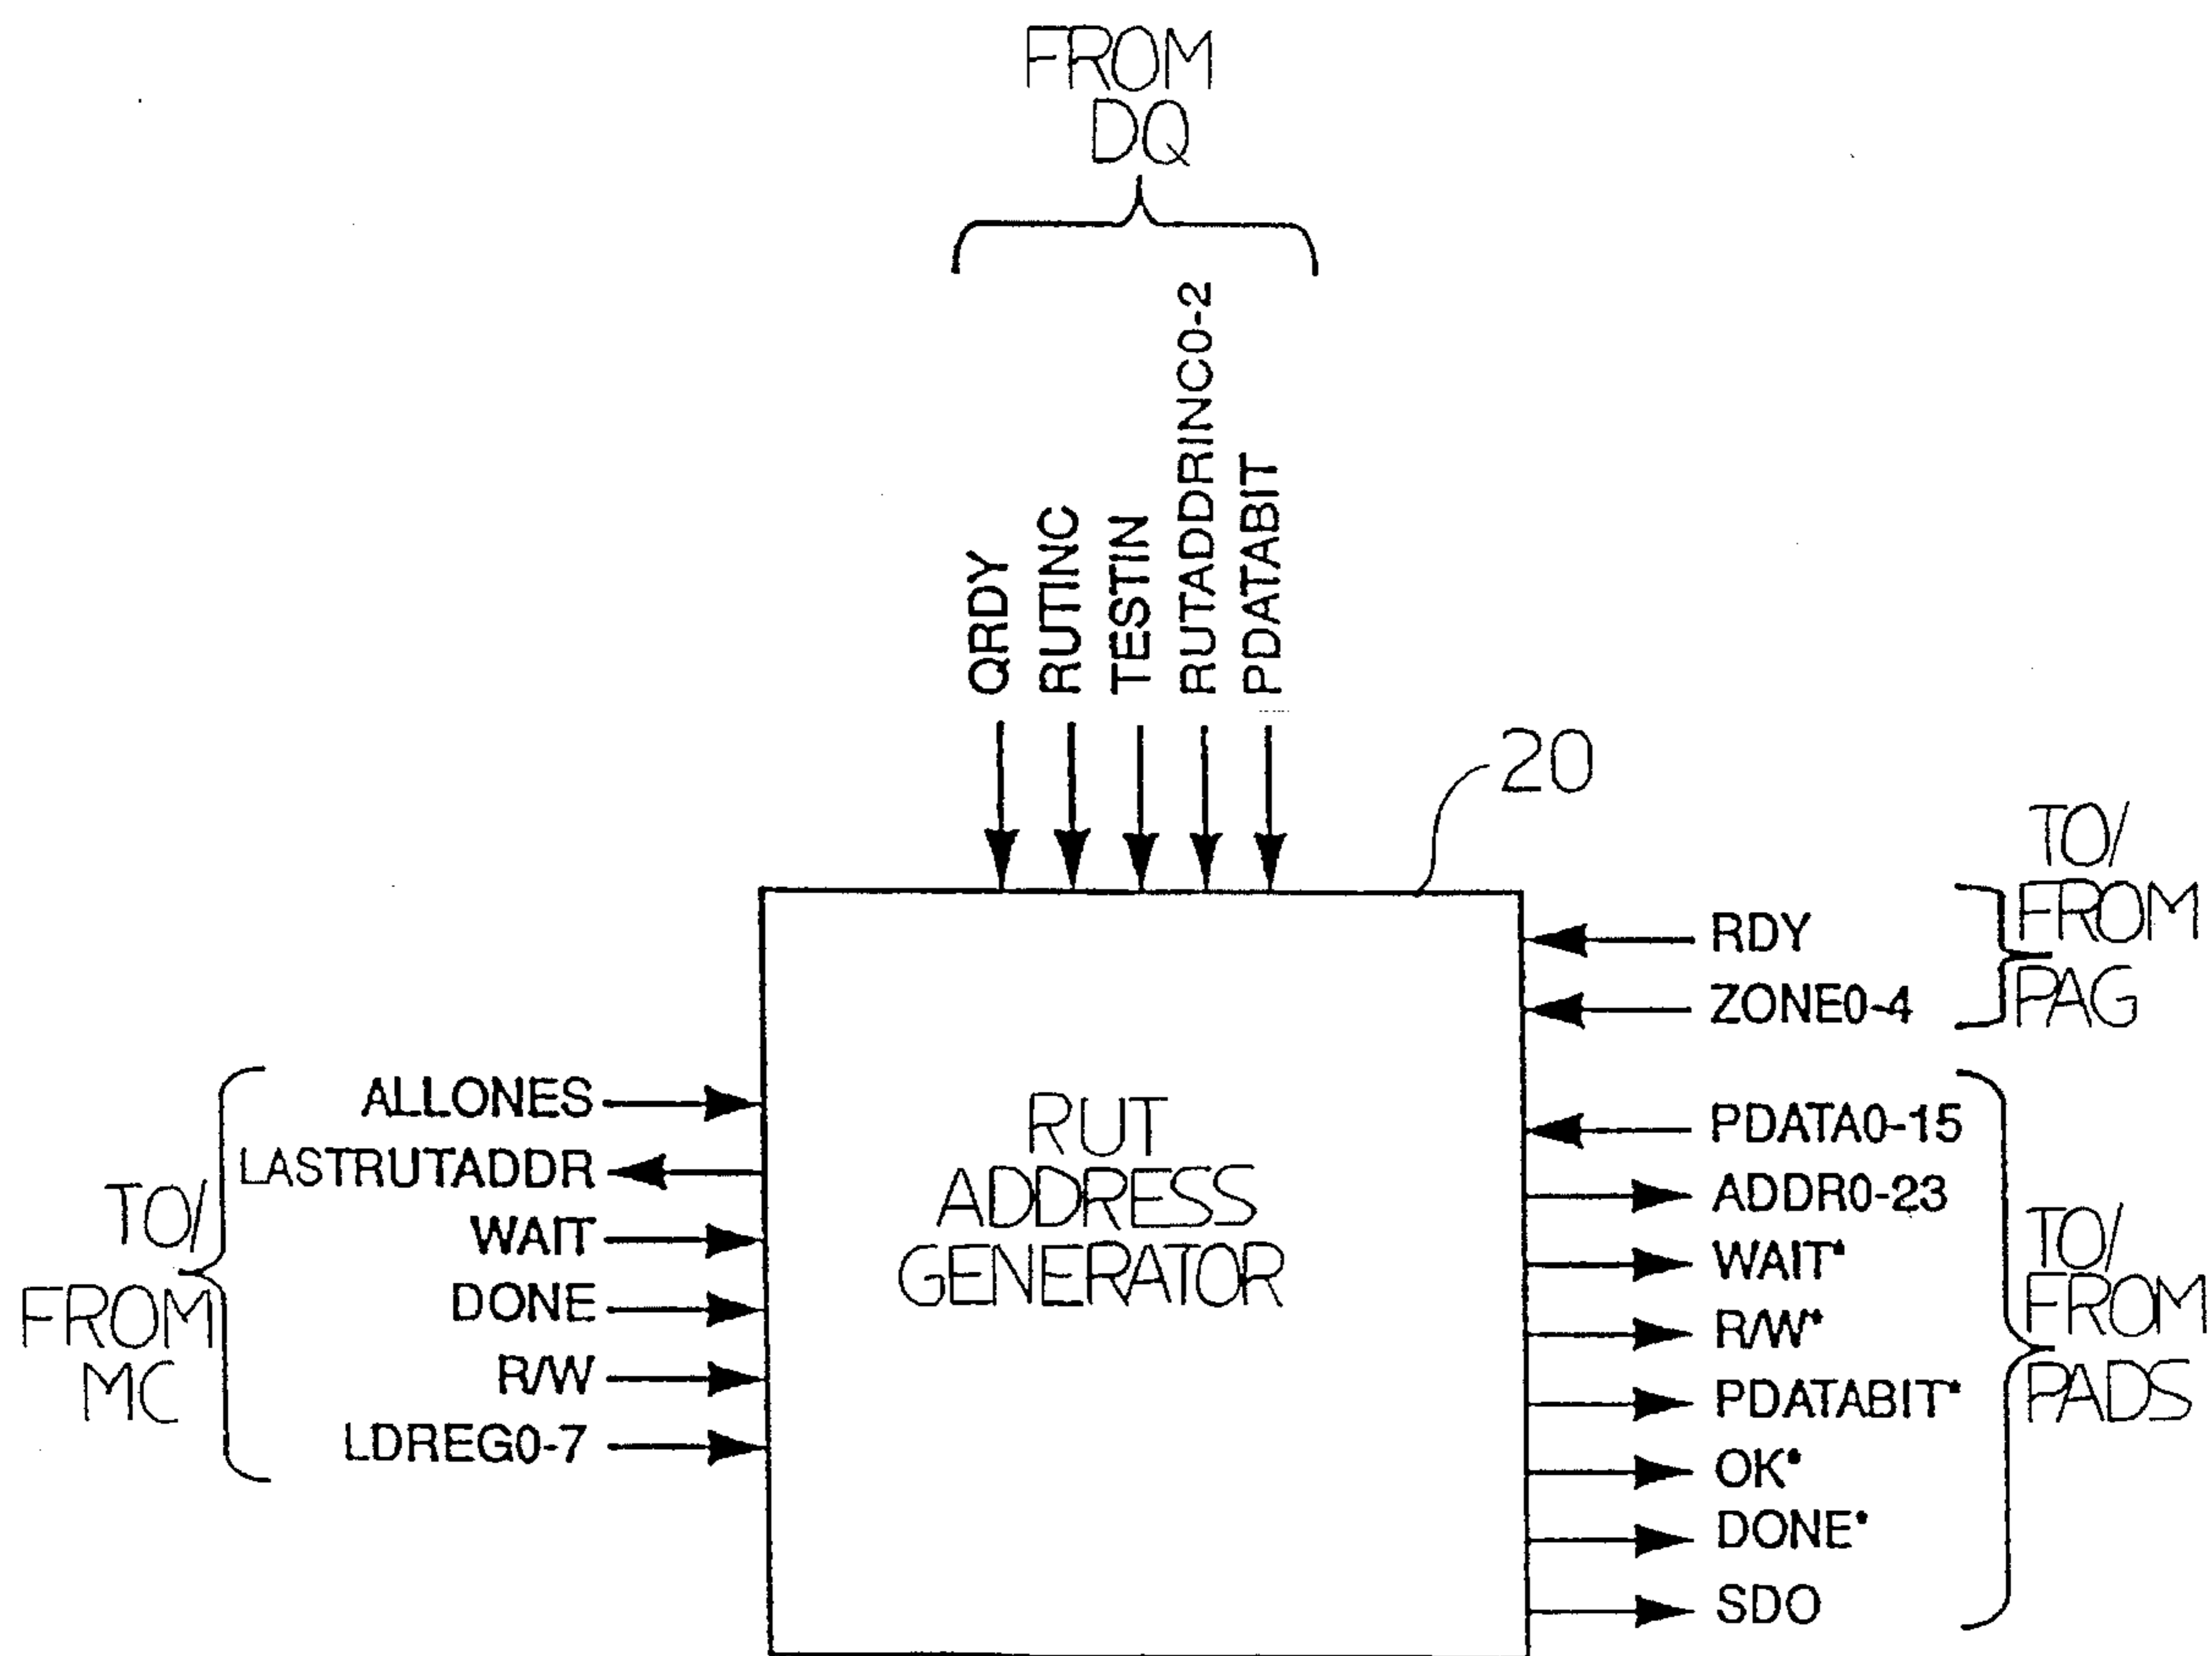 FROM
DQ
QRDY
RUTINC
TESTIN
RUTADDRINC0-2
PDATABIT
20
TO/
FROM
PAG
RDY
ZONE0-4
TO/
FROM
MC
ALLONES
LASTRUTADDR
WAIT
DONE
R/W
LDREG0-7
RUT
ADDRESS
GENERATOR
PDATA0-15
ADDR0-23
WAIT*
R/W*
PDATABIT*
OK*
DONE*
SDO
TO/
FROM
PADS